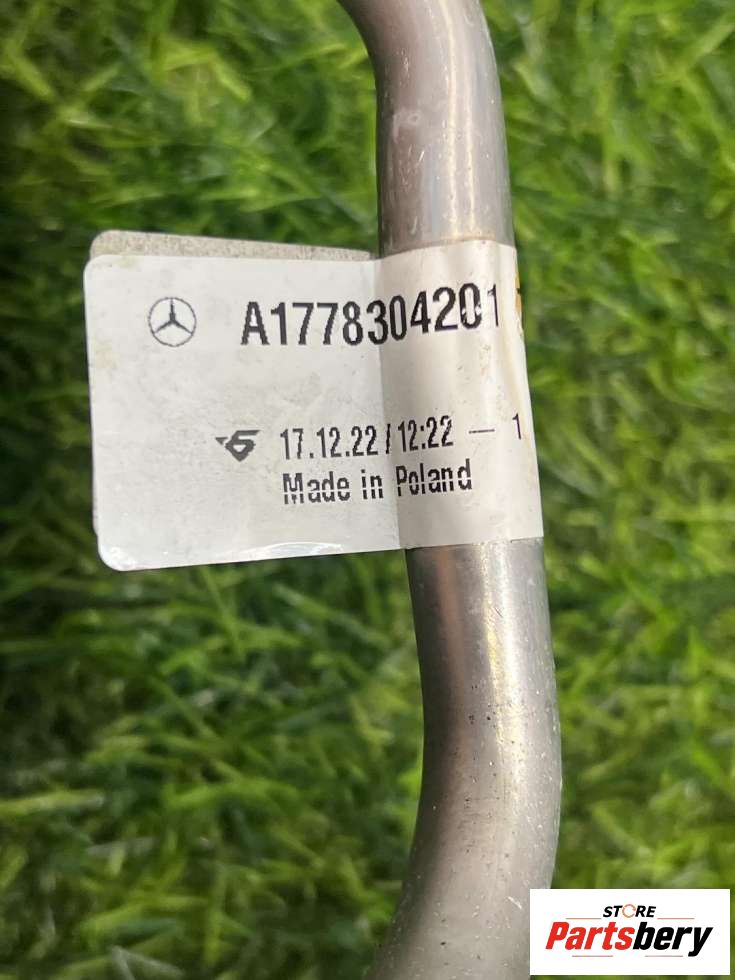 A1778304201
17.12.22 / 12:22 — 1
Made in Poland
STORE
Partsbery